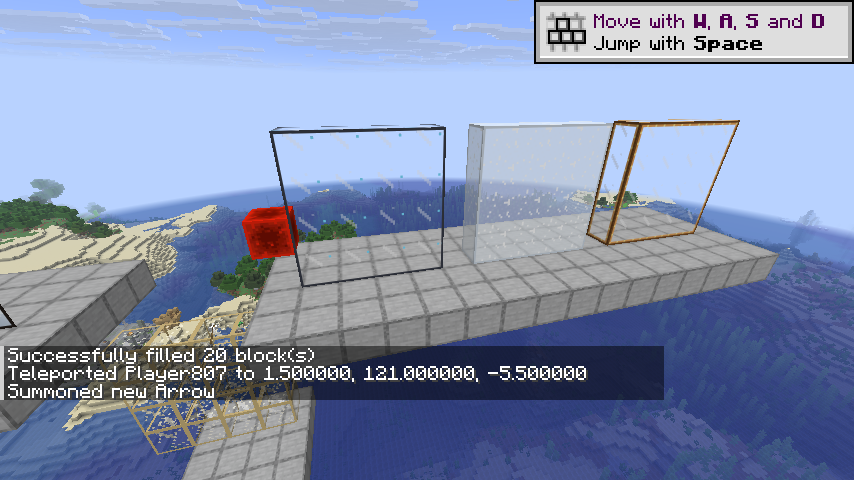 Move with W, A, S and D
Jump with Space
Successfully filled 20 block(s)
Teleported Player807 to 1.500000, 121.000000, -5.500000
Summoned new Arrow